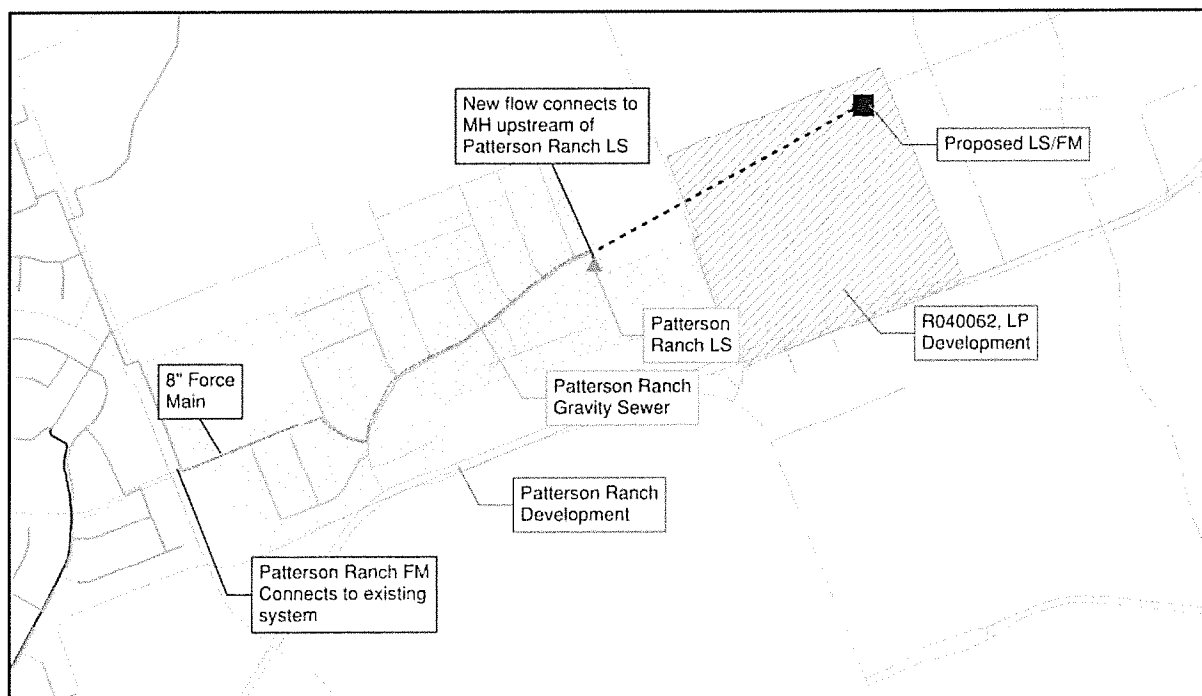 New flow connects to
MH upstream of
Patterson Ranch LS
Proposed LS/FM
Patterson
Ranch LS
R040062, LP
Development
8" Force
Main
Patterson Ranch
Gravity Sewer
Patterson Ranch
Development
Patterson Ranch FM
Connects to existing
system